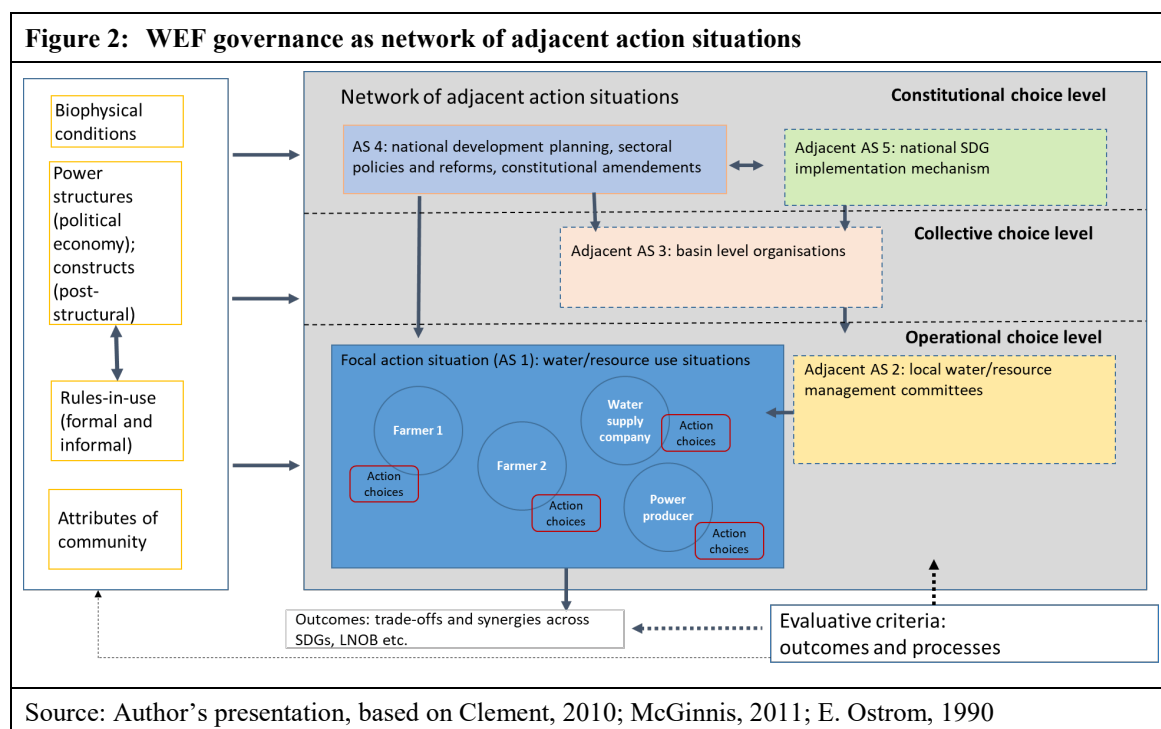 Figure 2: WEF governance as network of adjacent action situations
Biophysical
conditions
Power
structures
(political
economy);
constructs
(post-
structural)
Rules-in-use
(formal and
informal)
Attributes of
community
Network of adjacent action situations
Constitutional choice level
AS 4: national development planning, sectoral
policies and reforms, constitutional amendements
Adjacent AS 5: national SDG
implementation mechanism
Collective choice level
Adjacent AS 3: basin level organisations
Operational choice level
Focal action situation (AS 1): water/resource use situations
Adjacent AS 2: local water/resource
management committees
Farmer 1
Action
choices
Farmer 2
Action
choices
Water
supply
company
Action
choices
Power
producer
Action
choices
Outcomes: trade-offs and synergies across
SDGs, LNOB etc.
Evaluative criteria:
outcomes and processes
Source: Author’s presentation, based on Clement, 2010; McGinnis, 2011; E. Ostrom, 1990